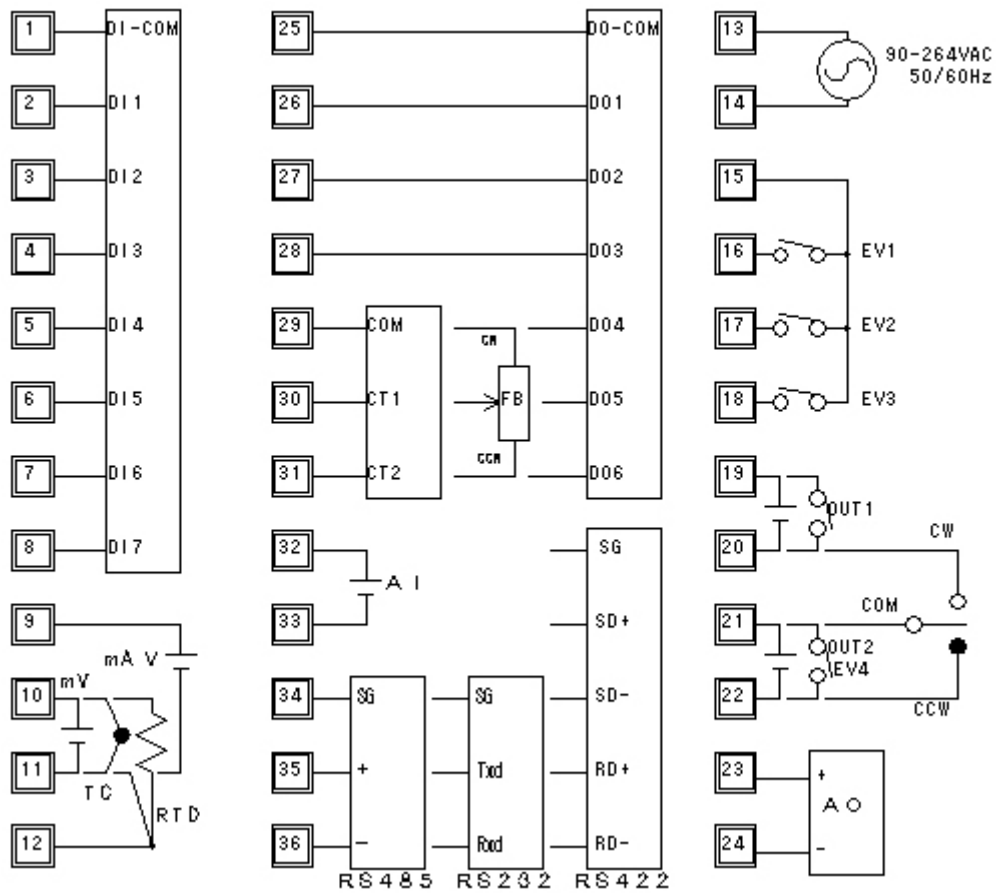 1 DI-COM
2 DI1
3 DI2
4 DI3
5 DI4
6 DI5
7 DI6
8 DI7
9
mA V
mV
10
11
TC
RTD
12
25 DO-COM
26 DO1
27 DO2
28 DO3
29 COM DO4
30 CT1 FB DO5
31 CT2 DO6
32 SG
AI
33 SD+
34 SG SG SD-
35 + Txd RD+
36 - Rxd RD-
RS485 RS232 RS422
13
90-264VAC
50/60Hz
14
15
16 EV1
17 EV2
18 EV3
19
OUT1
20
CW
COM
21
OUT2
EV4
22
CCW
23 +
AO
24 -